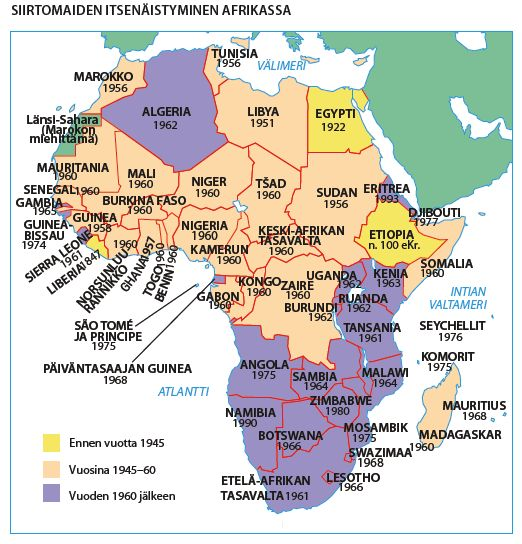 SIIRTOMAIDEN ITSENÄISTYMINEN AFRIKASSA
TUNISIA
1956
VÄLIMERI
MAROKKO
1956
ALGERIA
1962
LIBYA
1951
EGYPTI
1922
Länsi-Sahara
(Marokon
miehittämä)
MAURITANIA
1960
MALI
1960
NIGER
1960
TŠAD
1960
SUDAN
1956
ERITREA
1993
DJIBOUTI
1977
SENEGAL 1960
GAMBIA
1965
BURKINA FASO
1960
GUINEA
1958
GUINEA
BISSAU
1974
SIERRA LEONE
1961
LIBERIA 1847
NORSUNLUU-
RANNIKKO
1960
GHANA 1957
TOGO 1960
BENIN 1960
NIGERIA
1960
KAMERUN
1960
KESKI-AFRIKAN
TASAVALTA
1960
ETIOPIA
n. 100 eKr.
SOMALIA
1960
UGANDA
1962
KENIA
1963
INTIAN
VALTAMERI
GABON
1960
KONGO
1960
ZAIRE
1960
RUANDA
1962
BURUNDI
1962
TANSANIA
1961
SEYCHELLIT
1976
SÃO TOMÉ
JA PRINCIPE
1975
PÄIVÄNTASAAJAN GUINEA
1968
ATLANTTI
ANGOLA
1975
SAMBIA
1964
MALAWI
1964
KOMORIT
1975
ZIMBABWE
1980
MOSAMBIK
1975
MAURITIUS
1968
MADAGASKAR
1960
NAMIBIA
1990
BOTSWANA
1966
SWAZIMAA
1968
LESOTHO
1966
ETELÄ-AFRIKAN
TASAVALTA 1961
Ennen vuotta 1945
Vuosina 1945–60
Vuoden 1960 jälkeen